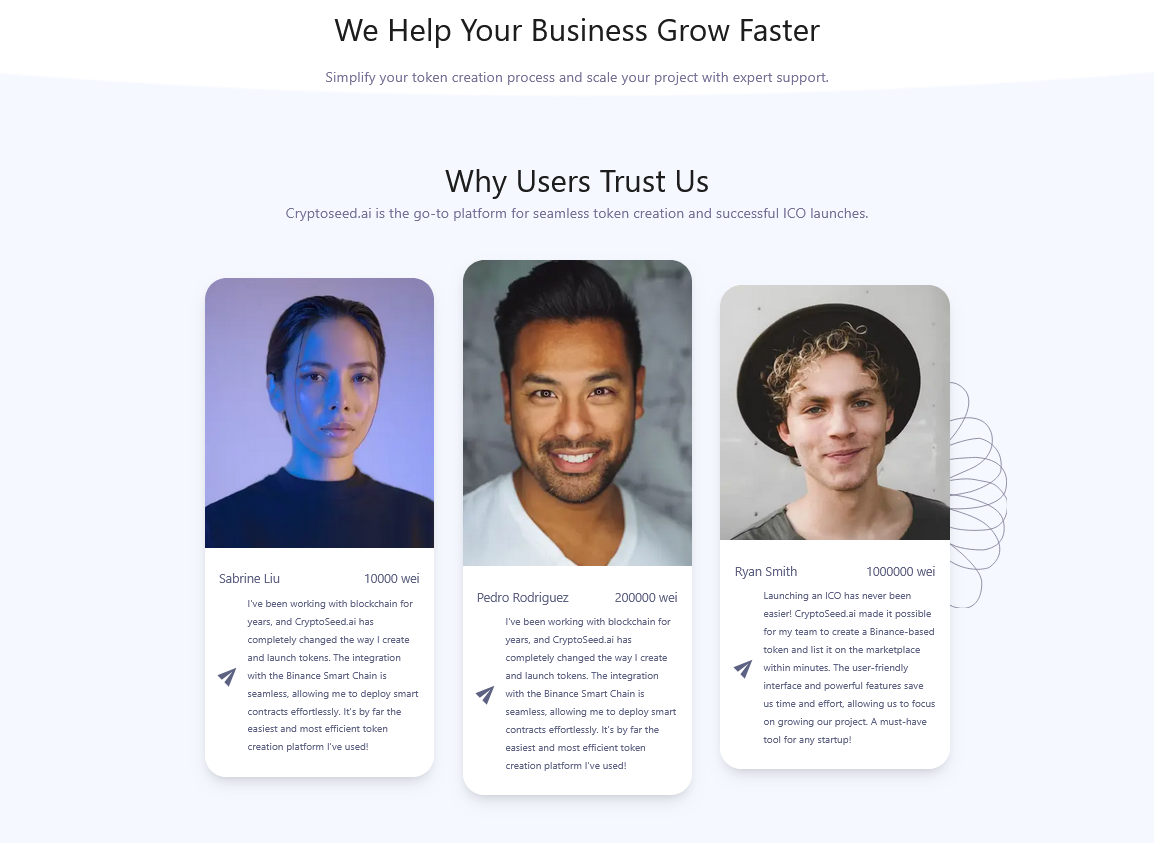 We Help Your Business Grow Faster
Simplify your token creation process and scale your project with expert support.
Why Users Trust Us
Cryptoseed.ai is the go-to platform for seamless token creation and successful ICO launches.
Sabrine Liu 10000 wei
I've been working with blockchain for
years, and CryptoSeed.ai has
completely changed the way I create
and launch tokens. The integration
with the Binance Smart Chain is
seamless, allowing me to deploy smart
contracts effortlessly. It's by far the
easiest and most efficient token
creation platform I've used!
Pedro Rodriguez 200000 wei
I've been working with blockchain for
years, and CryptoSeed.ai has
completely changed the way I create
and launch tokens. The integration
with the Binance Smart Chain is
seamless, allowing me to deploy smart
contracts effortlessly. It's by far the
easiest and most efficient token
creation platform I've used!
Ryan Smith 1000000 wei
Launching an ICO has never been
easier! CryptoSeed.ai made it possible
for my team to create a Binance-based
token and list it on the marketplace
within minutes. The user-friendly
interface and powerful features save
us time and effort, allowing us to focus
on growing our project. A must-have
tool for any startup!